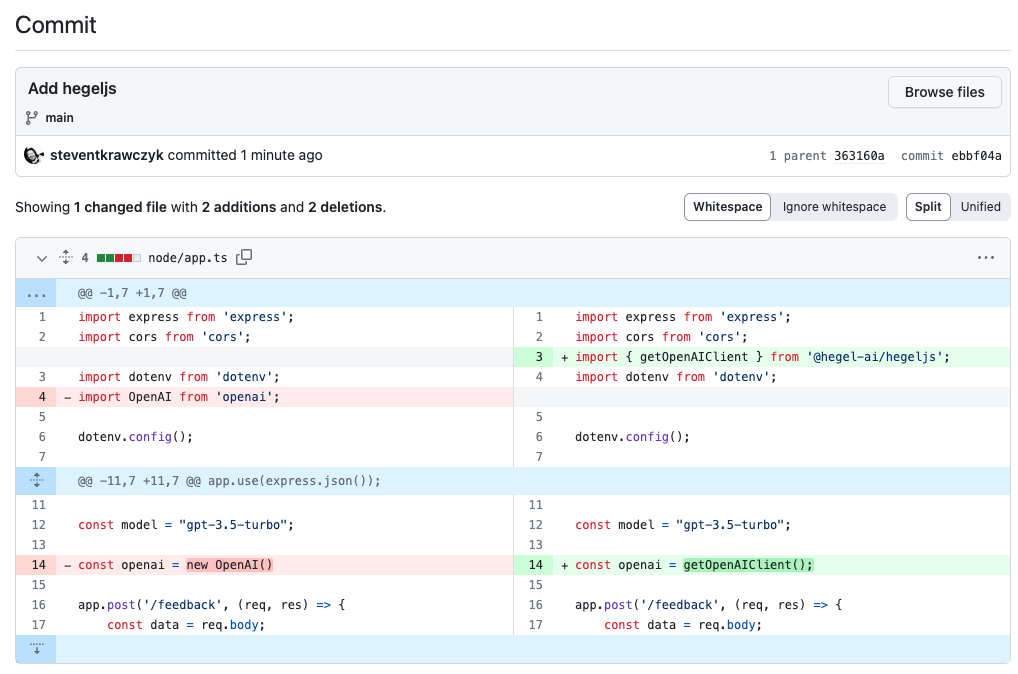 Commit
Add hegeljs
Browse files
main
steventkrawczyk committed 1 minute ago
1 parent 363160a commit ebbf04a
Showing 1 changed file with 2 additions and 2 deletions.
Whitespace Ignore whitespace Split Unified
4 node/app.ts
... @@ -1,7 +1,7 @@
1 import express from 'express'; 1 import express from 'express';
2 import cors from 'cors'; 2 import cors from 'cors';
3 + import { getOpenAIClient } from '@hegel-ai/hegeljs';
3 import dotenv from 'dotenv'; 4 import dotenv from 'dotenv';
4 - import OpenAI from 'openai';
5 5
6 dotenv.config(); 6 dotenv.config();
7 7
@@ -11,7 +11,7 @@ app.use(express.json());
11 11
12 const model = "gpt-3.5-turbo"; 12 const model = "gpt-3.5-turbo";
13 13
14 - const openai = new OpenAI() 14 + const openai = getOpenAIClient();
15 15
16 app.post('/feedback', (req, res) => { 16 app.post('/feedback', (req, res) => {
17 const data = req.body; 17 const data = req.body;